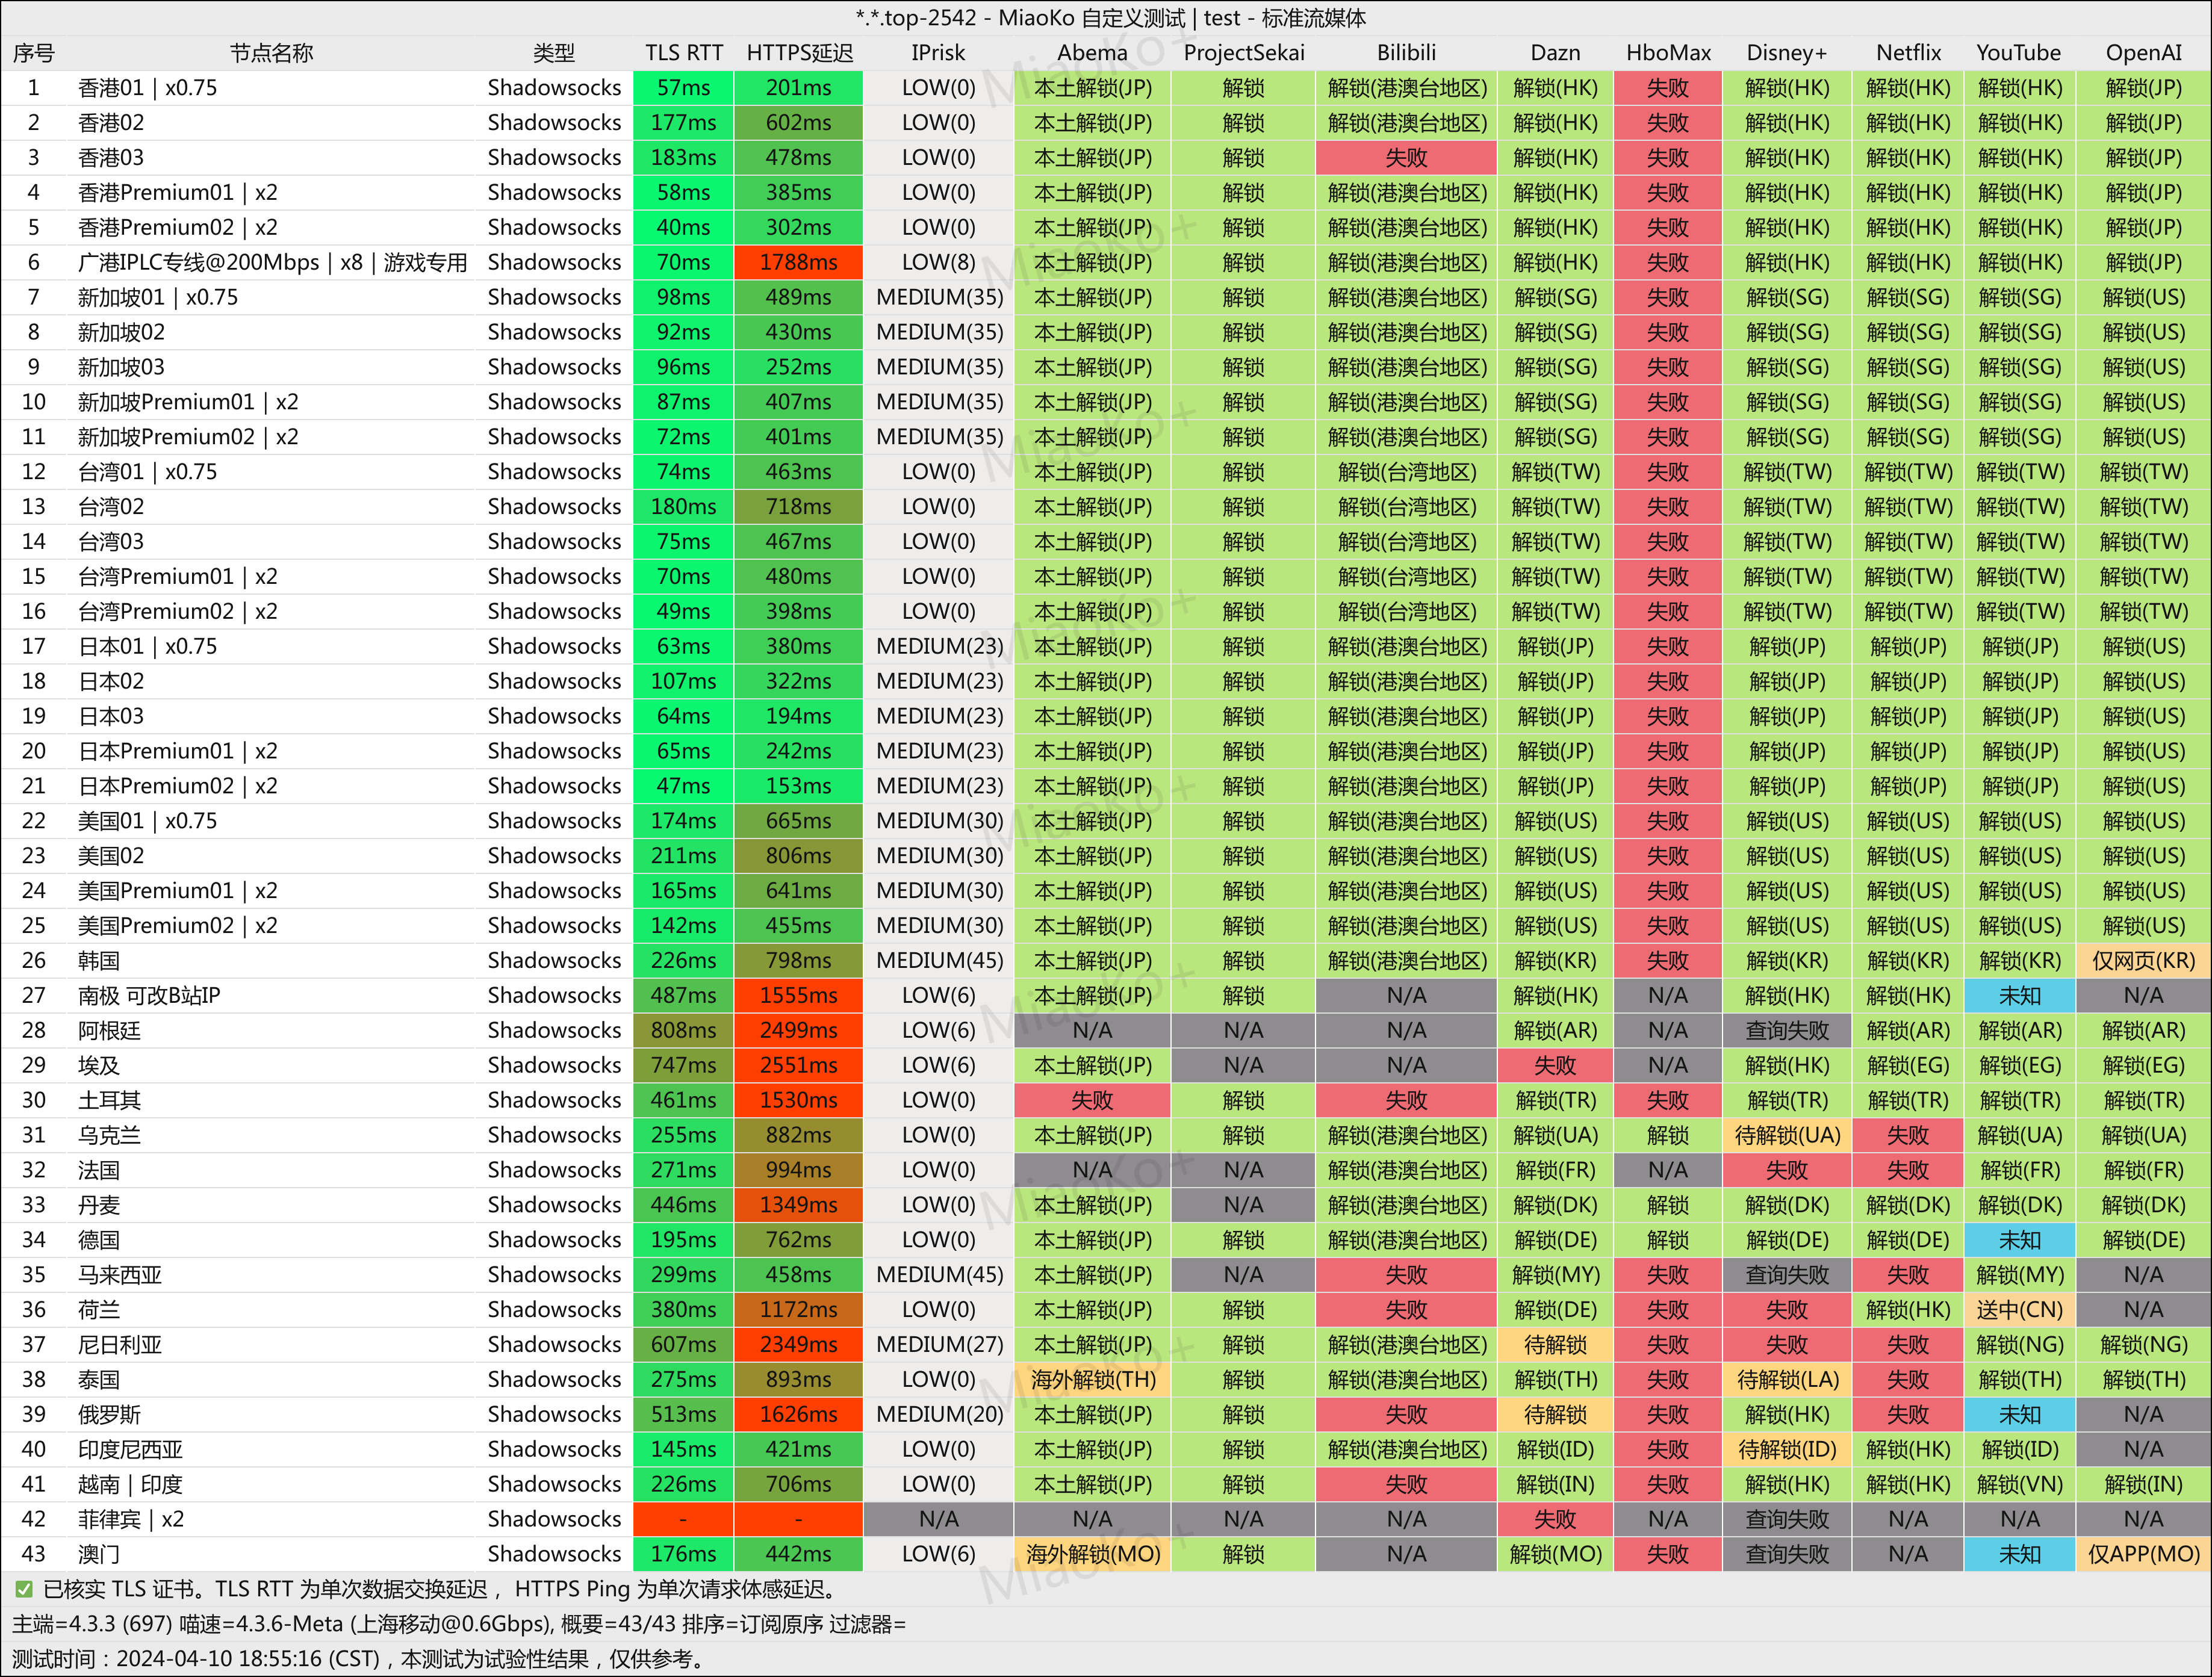 *.*.top-2542 - MiaoKo 自定义测试 | test - 标准流媒体
序号 节点名称 类型 TLS RTT HTTPS延迟 IPrisk Abema ProjectSekai Bilibili Dazn HboMax Disney+ Netflix YouTube OpenAI
1 香港01 | x0.75 Shadowsocks 57ms 201ms LOW(0) 本土解锁(JP) 解锁 解锁(港澳台地区) 解锁(HK) 失败 解锁(HK) 解锁(HK) 解锁(HK) 解锁(JP)
2 香港02 Shadowsocks 177ms 602ms LOW(0) 本土解锁(JP) 解锁 解锁(港澳台地区) 解锁(HK) 失败 解锁(HK) 解锁(HK) 解锁(HK) 解锁(JP)
3 香港03 Shadowsocks 183ms 478ms LOW(0) 本土解锁(JP) 解锁 失败 解锁(HK) 失败 解锁(HK) 解锁(HK) 解锁(HK) 解锁(JP)
4 香港Premium01 | x2 Shadowsocks 58ms 385ms LOW(0) 本土解锁(JP) 解锁 解锁(港澳台地区) 解锁(HK) 失败 解锁(HK) 解锁(HK) 解锁(HK) 解锁(JP)
5 香港Premium02 | x2 Shadowsocks 40ms 302ms LOW(0) 本土解锁(JP) 解锁 解锁(港澳台地区) 解锁(HK) 失败 解锁(HK) 解锁(HK) 解锁(HK) 解锁(JP)
6 广港IPLC专线@200Mbps | x8 | 游戏专用 Shadowsocks 70ms 1788ms LOW(8) 本土解锁(JP) 解锁 解锁(港澳台地区) 解锁(HK) 失败 解锁(HK) 解锁(HK) 解锁(HK) 解锁(JP)
7 新加坡01 | x0.75 Shadowsocks 98ms 489ms MEDIUM(35) 本土解锁(JP) 解锁 解锁(港澳台地区) 解锁(SG) 失败 解锁(SG) 解锁(SG) 解锁(SG) 解锁(US)
8 新加坡02 Shadowsocks 92ms 430ms MEDIUM(35) 本土解锁(JP) 解锁 解锁(港澳台地区) 解锁(SG) 失败 解锁(SG) 解锁(SG) 解锁(SG) 解锁(US)
9 新加坡03 Shadowsocks 96ms 252ms MEDIUM(35) 本土解锁(JP) 解锁 解锁(港澳台地区) 解锁(SG) 失败 解锁(SG) 解锁(SG) 解锁(SG) 解锁(US)
10 新加坡Premium01 | x2 Shadowsocks 87ms 407ms MEDIUM(35) 本土解锁(JP) 解锁 解锁(港澳台地区) 解锁(SG) 失败 解锁(SG) 解锁(SG) 解锁(SG) 解锁(US)
11 新加坡Premium02 | x2 Shadowsocks 72ms 401ms MEDIUM(35) 本土解锁(JP) 解锁 解锁(港澳台地区) 解锁(SG) 失败 解锁(SG) 解锁(SG) 解锁(SG) 解锁(US)
12 台湾01 | x0.75 Shadowsocks 74ms 463ms LOW(0) 本土解锁(JP) 解锁 解锁(台湾地区) 解锁(TW) 失败 解锁(TW) 解锁(TW) 解锁(TW) 解锁(TW)
13 台湾02 Shadowsocks 180ms 718ms LOW(0) 本土解锁(JP) 解锁 解锁(台湾地区) 解锁(TW) 失败 解锁(TW) 解锁(TW) 解锁(TW) 解锁(TW)
14 台湾03 Shadowsocks 75ms 467ms LOW(0) 本土解锁(JP) 解锁 解锁(台湾地区) 解锁(TW) 失败 解锁(TW) 解锁(TW) 解锁(TW) 解锁(TW)
15 台湾Premium01 | x2 Shadowsocks 70ms 480ms LOW(0) 本土解锁(JP) 解锁 解锁(台湾地区) 解锁(TW) 失败 解锁(TW) 解锁(TW) 解锁(TW) 解锁(TW)
16 台湾Premium02 | x2 Shadowsocks 49ms 398ms LOW(0) 本土解锁(JP) 解锁 解锁(台湾地区) 解锁(TW) 失败 解锁(TW) 解锁(TW) 解锁(TW) 解锁(TW)
17 日本01 | x0.75 Shadowsocks 63ms 380ms MEDIUM(23) 本土解锁(JP) 解锁 解锁(港澳台地区) 解锁(JP) 失败 解锁(JP) 解锁(JP) 解锁(JP) 解锁(US)
18 日本02 Shadowsocks 107ms 322ms MEDIUM(23) 本土解锁(JP) 解锁 解锁(港澳台地区) 解锁(JP) 失败 解锁(JP) 解锁(JP) 解锁(JP) 解锁(US)
19 日本03 Shadowsocks 64ms 194ms MEDIUM(23) 本土解锁(JP) 解锁 解锁(港澳台地区) 解锁(JP) 失败 解锁(JP) 解锁(JP) 解锁(JP) 解锁(US)
20 日本Premium01 | x2 Shadowsocks 65ms 242ms MEDIUM(23) 本土解锁(JP) 解锁 解锁(港澳台地区) 解锁(JP) 失败 解锁(JP) 解锁(JP) 解锁(JP) 解锁(US)
21 日本Premium02 | x2 Shadowsocks 47ms 153ms MEDIUM(23) 本土解锁(JP) 解锁 解锁(港澳台地区) 解锁(JP) 失败 解锁(JP) 解锁(JP) 解锁(JP) 解锁(US)
22 美国01 | x0.75 Shadowsocks 174ms 665ms MEDIUM(30) 本土解锁(JP) 解锁 解锁(港澳台地区) 解锁(US) 失败 解锁(US) 解锁(US) 解锁(US) 解锁(US)
23 美国02 Shadowsocks 211ms 806ms MEDIUM(30) 本土解锁(JP) 解锁 解锁(港澳台地区) 解锁(US) 失败 解锁(US) 解锁(US) 解锁(US) 解锁(US)
24 美国Premium01 | x2 Shadowsocks 165ms 641ms MEDIUM(30) 本土解锁(JP) 解锁 解锁(港澳台地区) 解锁(US) 失败 解锁(US) 解锁(US) 解锁(US) 解锁(US)
25 美国Premium02 | x2 Shadowsocks 142ms 455ms MEDIUM(30) 本土解锁(JP) 解锁 解锁(港澳台地区) 解锁(US) 失败 解锁(US) 解锁(US) 解锁(US) 解锁(US)
26 韩国 Shadowsocks 226ms 798ms MEDIUM(45) 本土解锁(JP) 解锁 解锁(港澳台地区) 解锁(KR) 失败 解锁(KR) 解锁(KR) 解锁(KR) 仅网页(KR)
27 南极 可改B站IP Shadowsocks 487ms 1555ms LOW(6) 本土解锁(JP) 解锁 N/A 解锁(HK) N/A 解锁(HK) 解锁(HK) 未知 N/A
28 阿根廷 Shadowsocks 808ms 2499ms LOW(6) N/A N/A N/A 解锁(AR) N/A 查询失败 解锁(AR) 解锁(AR) 解锁(AR)
29 埃及 Shadowsocks 747ms 2551ms LOW(6) 本土解锁(JP) N/A N/A 失败 N/A 解锁(HK) 解锁(EG) 解锁(EG) 解锁(EG)
30 土耳其 Shadowsocks 461ms 1530ms LOW(0) 失败 解锁 失败 解锁(TR) 失败 解锁(TR) 解锁(TR) 解锁(TR) 解锁(TR)
31 乌克兰 Shadowsocks 255ms 882ms LOW(0) 本土解锁(JP) 解锁 解锁(港澳台地区) 解锁(UA) 解锁 待解锁(UA) 失败 解锁(UA) 解锁(UA)
32 法国 Shadowsocks 271ms 994ms LOW(0) N/A N/A 解锁(港澳台地区) 解锁(FR) N/A 失败 失败 解锁(FR) 解锁(FR)
33 丹麦 Shadowsocks 446ms 1349ms LOW(0) 本土解锁(JP) N/A 解锁(港澳台地区) 解锁(DK) 解锁 解锁(DK) 解锁(DK) 解锁(DK) 解锁(DK)
34 德国 Shadowsocks 195ms 762ms LOW(0) 本土解锁(JP) 解锁 解锁(港澳台地区) 解锁(DE) 解锁 解锁(DE) 解锁(DE) 未知 解锁(DE)
35 马来西亚 Shadowsocks 299ms 458ms MEDIUM(45) 本土解锁(JP) N/A 失败 解锁(MY) 失败 查询失败 失败 解锁(MY) N/A
36 荷兰 Shadowsocks 380ms 1172ms LOW(0) 本土解锁(JP) 解锁 失败 解锁(DE) 失败 失败 解锁(HK) 送中(CN) N/A
37 尼日利亚 Shadowsocks 607ms 2349ms MEDIUM(27) 本土解锁(JP) 解锁 解锁(港澳台地区) 待解锁 失败 失败 失败 解锁(NG) 解锁(NG)
38 泰国 Shadowsocks 275ms 893ms LOW(0) 海外解锁(TH) 解锁 解锁(港澳台地区) 解锁(TH) 失败 待解锁(LA) 失败 解锁(TH) 解锁(TH)
39 俄罗斯 Shadowsocks 513ms 1626ms MEDIUM(20) 本土解锁(JP) 解锁 失败 待解锁 失败 解锁(HK) 失败 未知 N/A
40 印度尼西亚 Shadowsocks 145ms 421ms LOW(0) 本土解锁(JP) 解锁 解锁(港澳台地区) 解锁(ID) 失败 待解锁(ID) 解锁(HK) 解锁(ID) N/A
41 越南 | 印度 Shadowsocks 226ms 706ms LOW(0) 本土解锁(JP) 解锁 失败 解锁(IN) 失败 解锁(HK) 解锁(HK) 解锁(VN) 解锁(IN)
42 菲律宾 | x2 Shadowsocks - - N/A N/A N/A N/A 失败 N/A 查询失败 N/A N/A N/A
43 澳门 Shadowsocks 176ms 442ms LOW(6) 海外解锁(MO) 解锁 N/A 解锁(MO) 失败 查询失败 N/A 未知 仅APP(MO)
✅ 已核实 TLS 证书。TLS RTT 为单次数据交换延迟， HTTPS Ping 为单次请求体感延迟。
主端=4.3.3 (697) 喵速=4.3.6-Meta (上海移动@0.6Gbps), 概要=43/43 排序=订阅原序 过滤器=
测试时间：2024-04-10 18:55:16 (CST)，本测试为试验性结果，仅供参考。
MiaoKo+
MiaoKo+
MiaoKo+
MiaoKo+
MiaoKo+
MiaoKo+
MiaoKo+
MiaoKo+
MiaoKo+